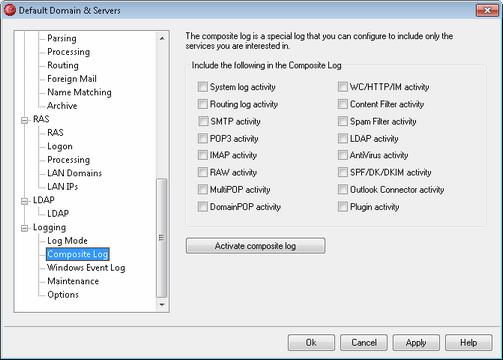 Default Domain & Servers
Parsing
Processing
Routing
Foreign Mail
Name Matching
Archive
RAS
RAS
Logon
Processing
LAN Domains
LAN IPs
LDAP
LDAP
Logging
Log Mode
Composite Log
Windows Event Log
Maintenance
Options
The composite log is a special log that you can configure to include only the
services you are interested in.
Include the following in the Composite Log
System log activity
Routing log activity
SMTP activity
POP3 activity
IMAP activity
RAW activity
MultiPOP activity
DomainPOP activity
WC/HTTP/IM activity
Content Filter activity
Spam Filter activity
LDAP activity
AntiVirus activity
SPF/DK/DKIM activity
Outlook Connector activity
Plugin activity
Activate composite log
Ok
Cancel
Apply
Help